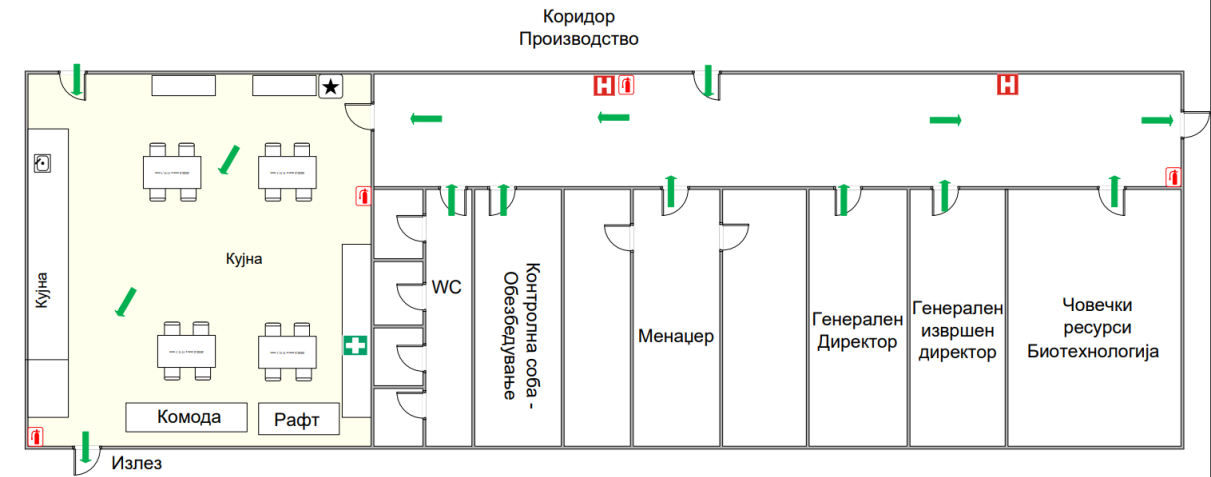 Коридор
Производство
H
H
Кујна
Кујна
WC
Контролна соба -
Обезбедување
Менаџер
Генерален
Директор
Генерален
извршен
директор
Човечки
ресурси
Биотехнологија
Комода
Рафт
Излез